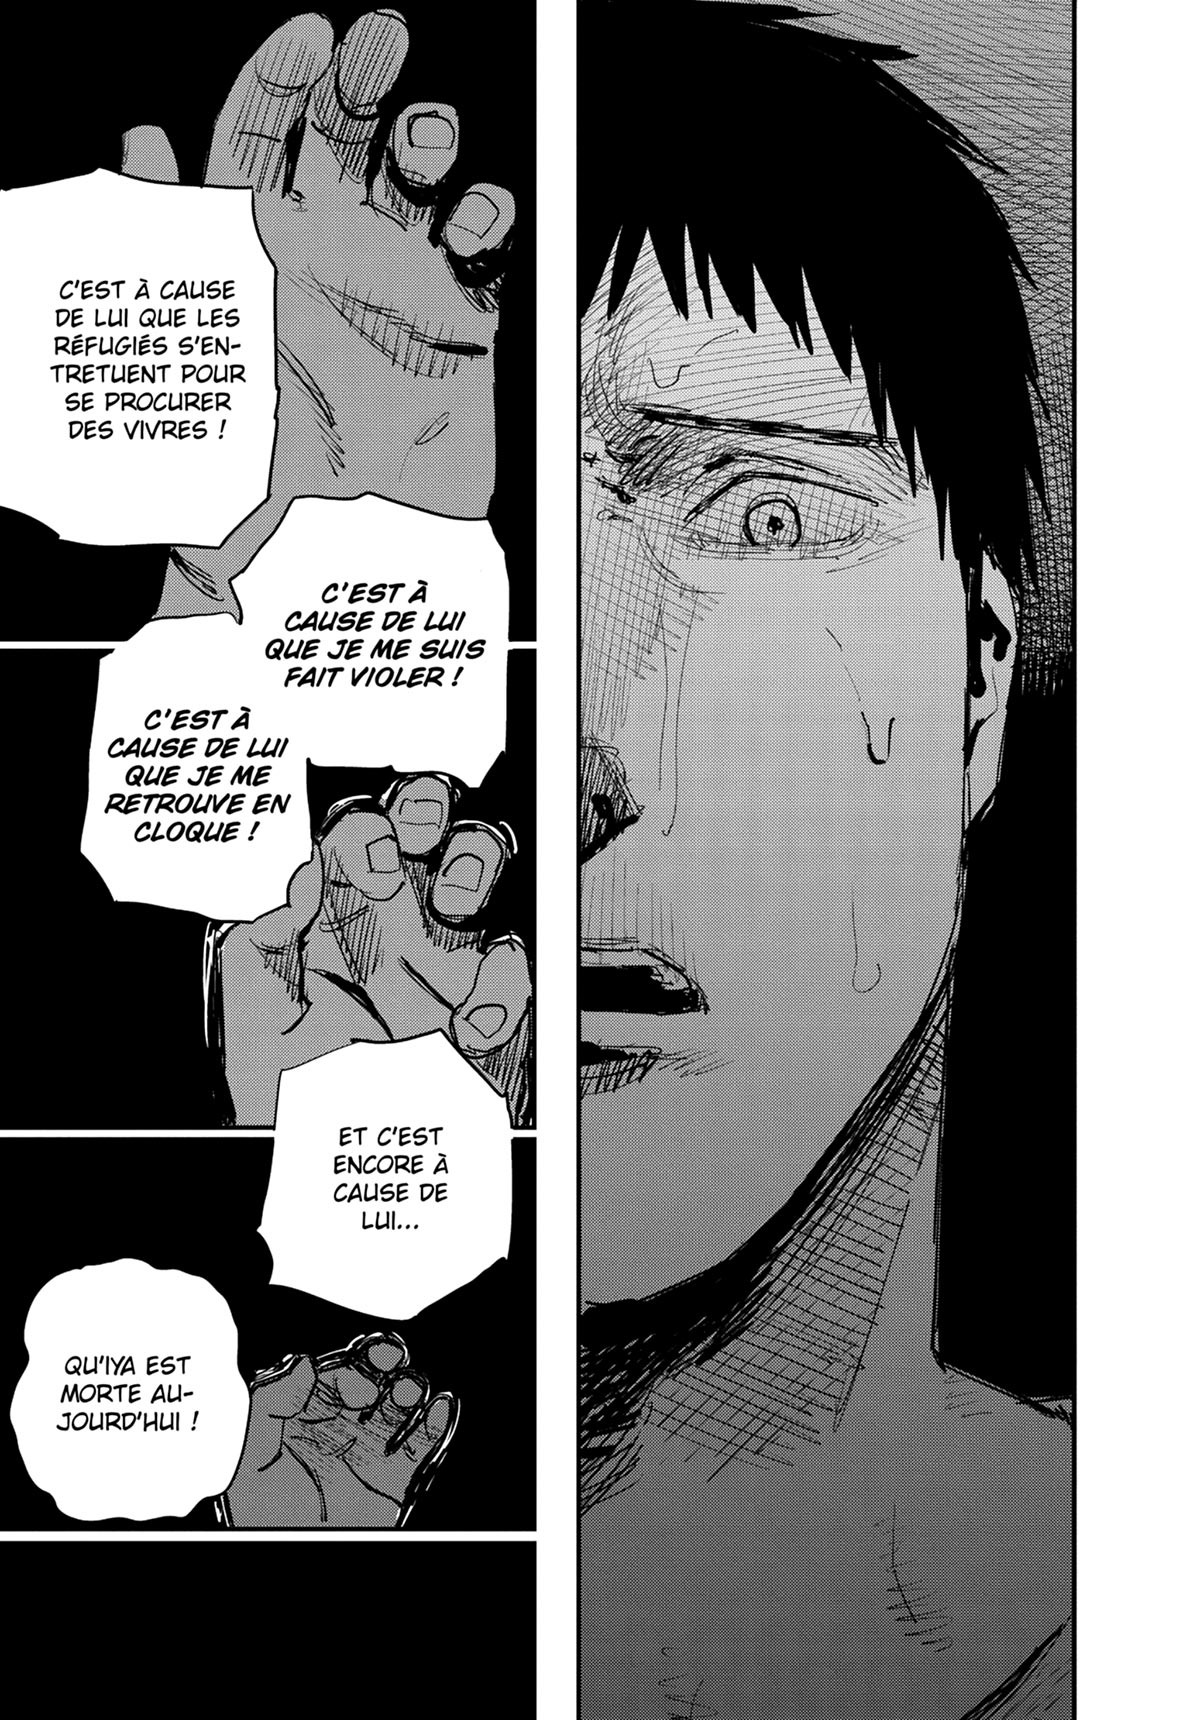 C'EST À CAUSE
DE LUI QUE LES
RÉFUGIÉS S'EN-
TRETUENT POUR
SE PROCURER
DES VIVRES !
C'EST À
CAUSE DE LUI
QUE JE ME SUIS
FAIT VIOLER !
C'EST À
CAUSE DE LUI
QUE JE ME
RETROUVE EN
CLOQUE !
ET C'EST
ENCORE À
CAUSE DE
LUI...
QU'IYA EST
MORTE AU-
JOURD'HUI !